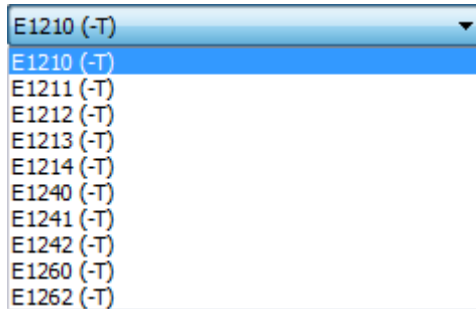 E1210 (-T)
E1210 (-T)
E1211 (-T)
E1212 (-T)
E1213 (-T)
E1214 (-T)
E1240 (-T)
E1241 (-T)
E1242 (-T)
E1260 (-T)
E1262 (-T)